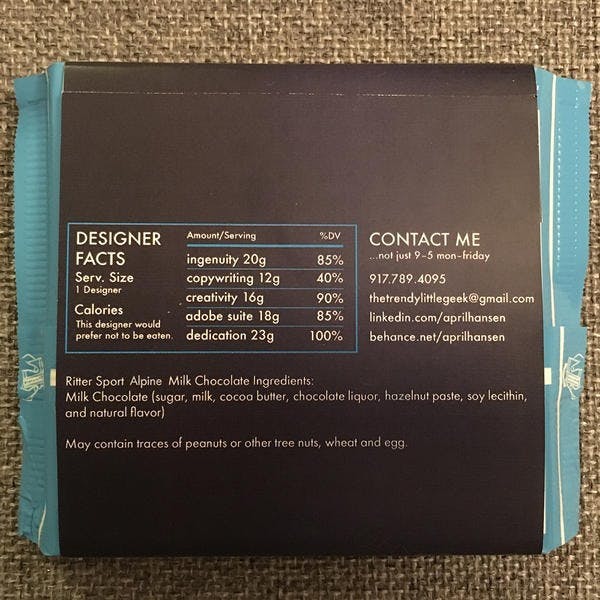 DESIGNER
FACTS
Serv. Size
1 Designer
Calories
This designer would
prefer not to be eaten.
Amount/Serving %DV
ingenuity 20g 85%
copywriting 12g 40%
creativity 16g 90%
adobe suite 18g 85%
dedication 23g 100%
CONTACT ME
...not just 9-5 mon-friday
917.789.4095
thetrendylittlegeek@gmail.com
linkedin.com/aprilhansen
behance.net/aprilhansen
Ritter Sport Alpine Milk Chocolate Ingredients:
Milk Chocolate (sugar, milk, cocoa butter, chocolate liquor, hazelnut paste, soy lecithin,
and natural flavor)
May contain traces of peanuts or other tree nuts, wheat and egg.